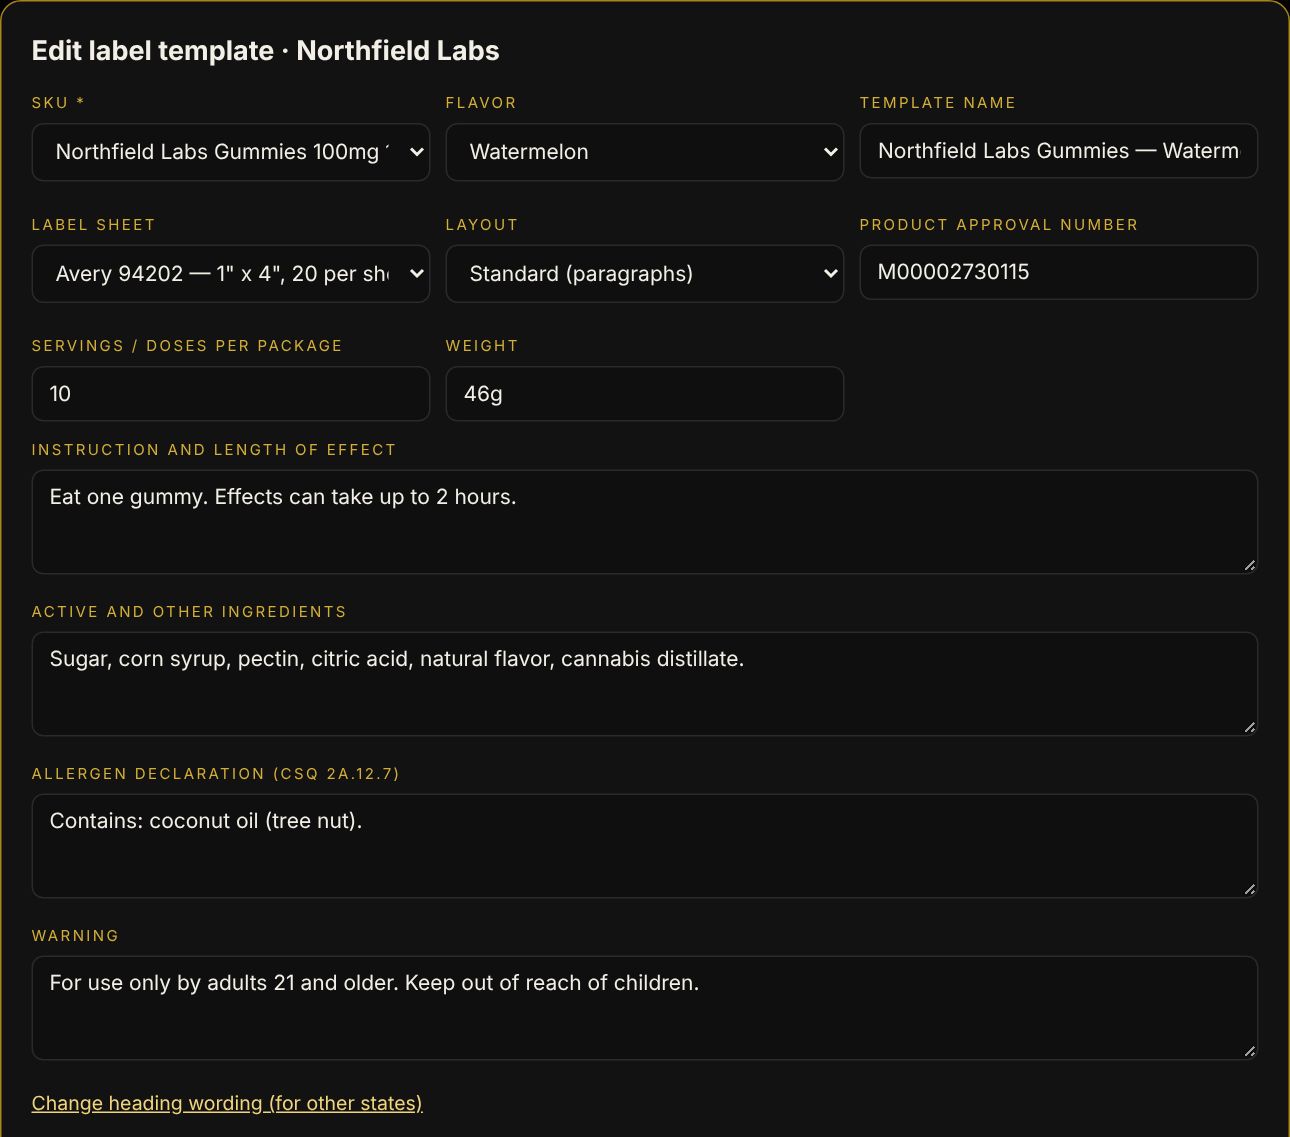 Edit label template · Northfield Labs
SKU *
FLAVOR
TEMPLATE NAME
Northfield Labs Gummies 100mg
Watermelon
Northfield Labs Gummies —
LABEL SHEET
LAYOUT
PRODUCT APPROVAL NUMBER
Avery 94202 — 1" x 4", 20 per
Standard (paragraphs)
M00002730115
SERVINGS / DOSES PER PACKAGE
WEIGHT
10
46g
INSTRUCTION AND LENGTH OF EFFECT
Eat one gummy. Effects can take up to 2 hours.
ACTIVE AND OTHER INGREDIENTS
Sugar, corn syrup, pectin, citric acid, natural flavor, cannabis distillate.
ALLERGEN DECLARATION (CSQ 2A.12.7)
Contains: coconut oil (tree nut).
WARNING
For use only by adults 21 and older. Keep out of reach of children.
Change heading wording (for other states)